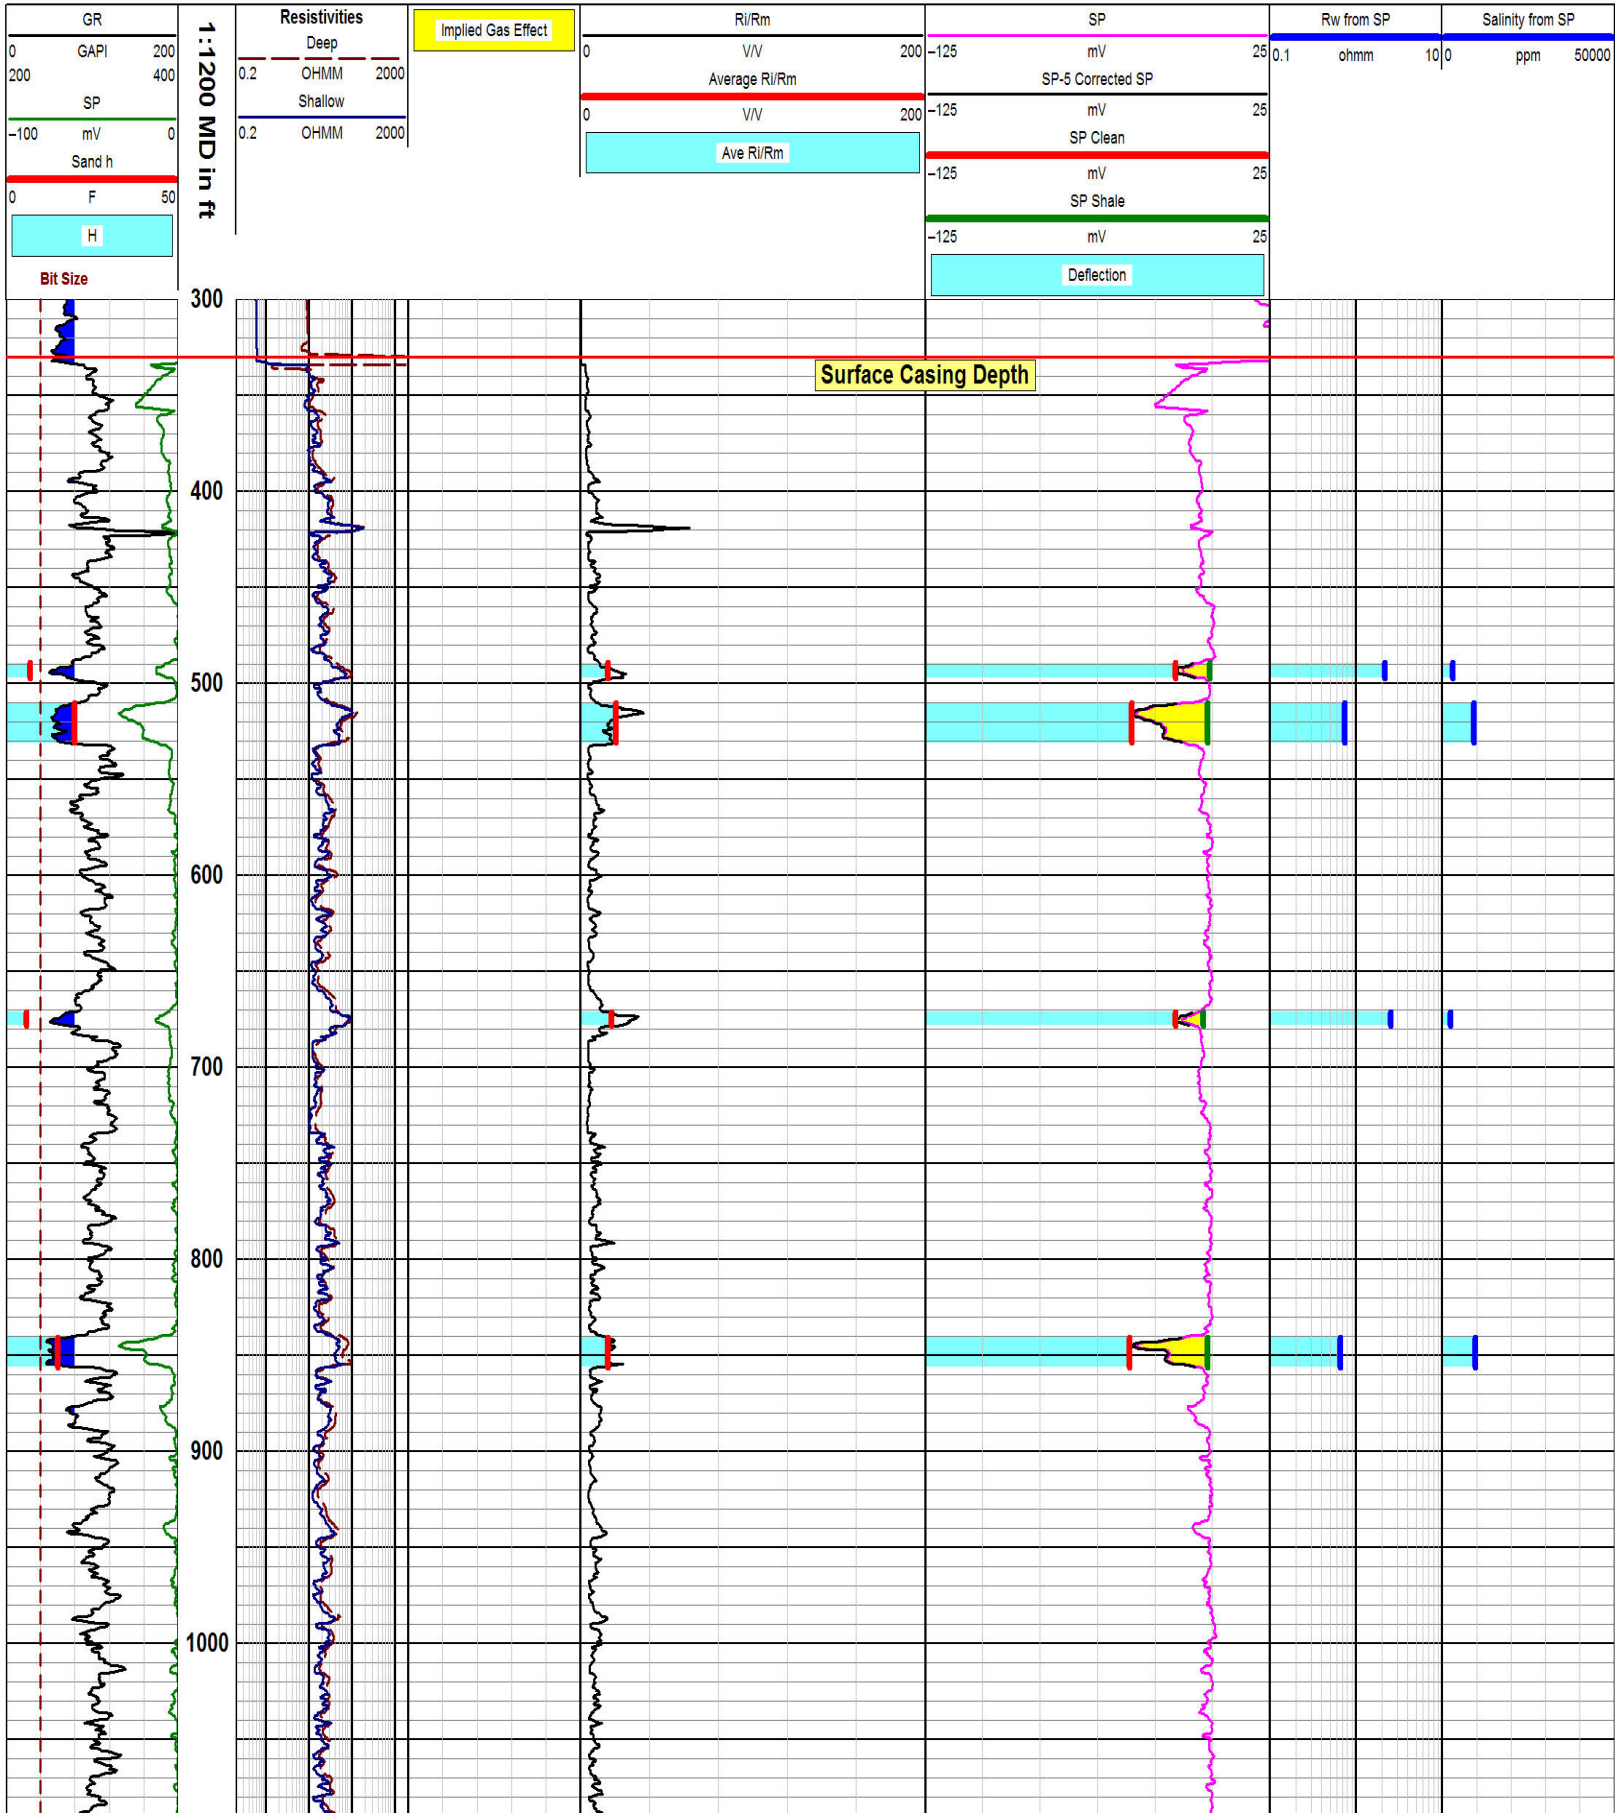 GR
0 GAPI 200
200 400
SP
−100 mV 0
Sand h
0 F 50
H
Bit Size
1:1200 MD in ft
Resistivities
Deep
0.2 OHMM 2000
Shallow
0.2 OHMM 2000
Implied Gas Effect
Ri/Rm
0 V/V 200
Average Ri/Rm
0 V/V 200
Ave Ri/Rm
SP
−125 mV 25
SP-5 Corrected SP
−125 mV 25
SP Clean
−125 mV 25
SP Shale
−125 mV 25
Deflection
Rw from SP
0.1 ohmm 10
Salinity from SP
0 ppm 50000
300
Surface Casing Depth
400
500
600
700
800
900
1000